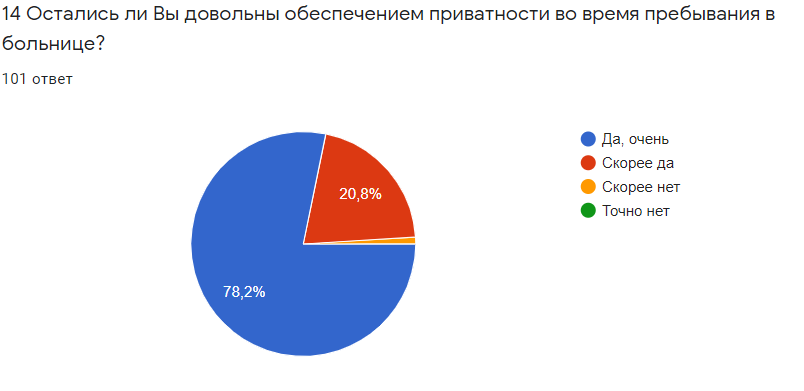 14 Остались ли Вы довольны обеспечением приватности во время пребывания в
больнице?
101 ответ
Да, очень
Скорее да
Скорее нет
Точно нет
20,8%
78,2%